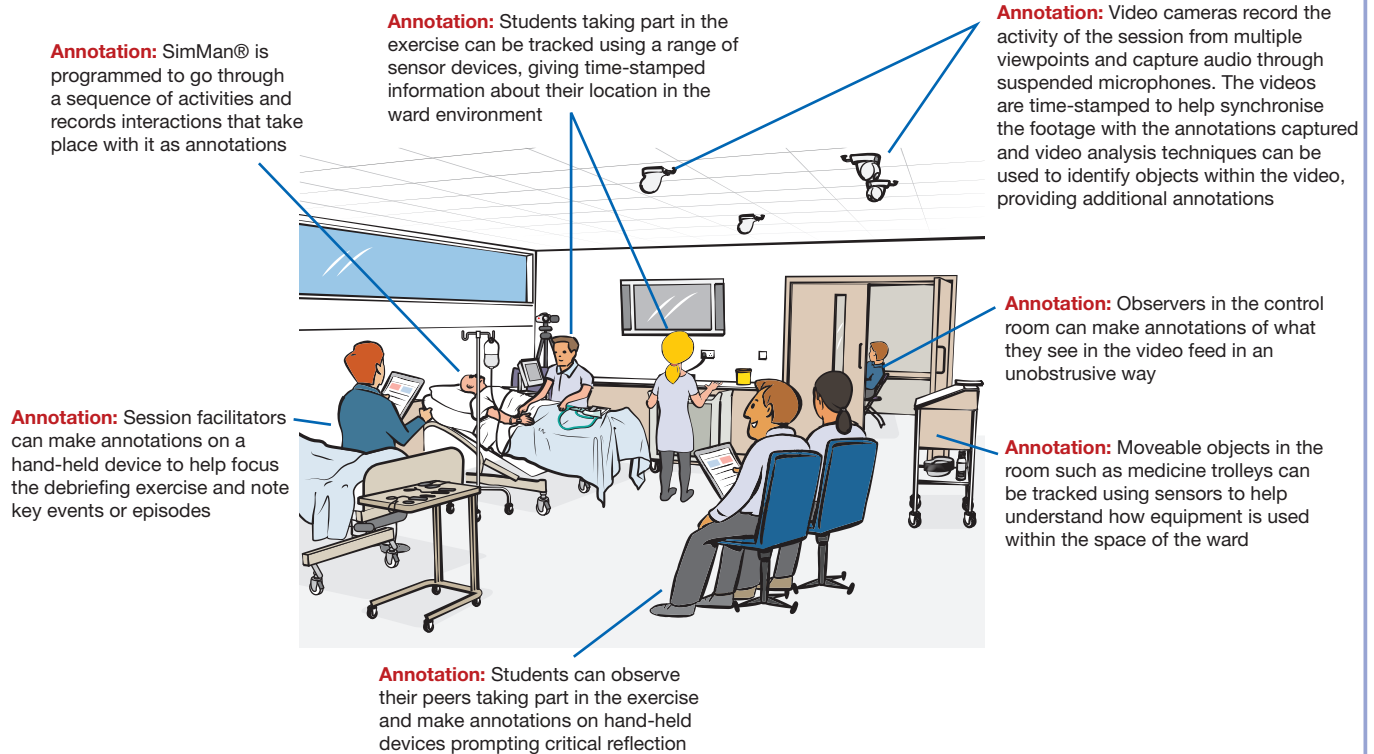 Annotation: SimMan® is
programmed to go through
a sequence of activities and
records interactions that take
place with it as annotations
Annotation: Students taking part in the
exercise can be tracked using a range of
sensor devices, giving time-stamped
information about their location in the
ward environment
Annotation: Video cameras record the
activity of the session from multiple
viewpoints and capture audio through
suspended microphones. The videos
are time-stamped to help synchronise
the footage with the annotations captured
and video analysis techniques can be
used to identify objects within the video,
providing additional annotations
Annotation: Observers in the control
room can make annotations of what
they see in the video feed in an
unobstrusive way
Annotation: Session facilitators
can make annotations on a
hand-held device to help focus
the debriefing exercise and note
key events or episodes
Annotation: Moveable objects in the
room such as medicine trolleys can
be tracked using sensors to help
understand how equipment is used
within the space of the ward
Annotation: Students can observe
their peers taking part in the exercise
and make annotations on hand-held
devices prompting critical reflection